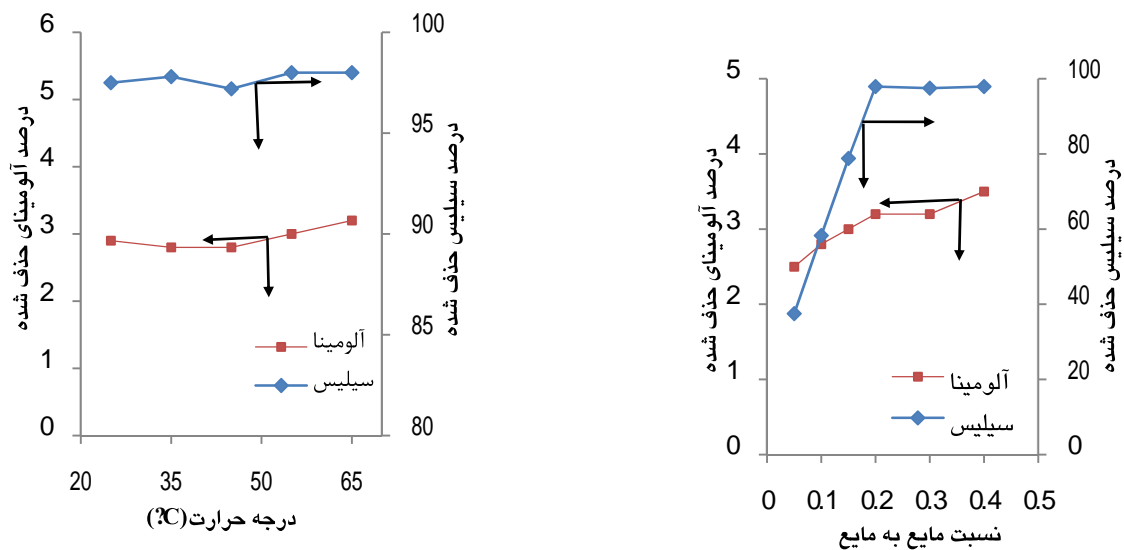 6
5
4
3
2
1
0
درصد آلومینای حذف شده
100
95
90
85
80
درصد سیلیس حذف شده
آلومینا
سیلیس
20 35 50 65
درجه حرارت(?C)
5
4
3
2
1
0
درصد آلومینای حذف شده
100
80
60
40
20
0
درصد سیلیس حذف شده
آلومینا
سیلیس
0 0.1 0.2 0.3 0.4 0.5
نسبت مایع به مایع